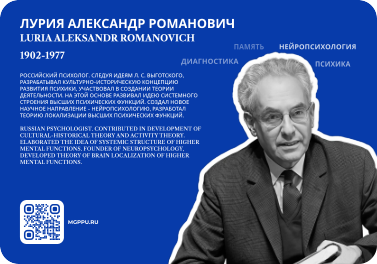 ЛУРИЯ АЛЕКСАНДР РОМАНОВИЧ
LURIA ALEKSANDR ROMANOVICH
1902-1977
ПАМЯТЬ НЕЙРОПСИХОЛОГИЯ
ДИАГНОСТИКА ПСИХИКА
РОССИЙСКИЙ ПСИХОЛОГ. СЛЕДУЯ ИДЕЯМ Л. С. ВЫГОТСКОГО,
РАЗРАБАТЫВАЛ КУЛЬТУРНО-ИСТОРИЧЕСКУЮ КОНЦЕПЦИЮ
РАЗВИТИЯ ПСИХИКИ, УЧАСТВОВАЛ В СОЗДАНИИ ТЕОРИИ
ДЕЯТЕЛЬНОСТИ. НА ЭТОЙ ОСНОВЕ РАЗВИВАЛ ИДЕЮ СИСТЕМНОГО
СТРОЕНИЯ ВЫСШИХ ПСИХИЧЕСКИХ ФУНКЦИЙ. СОЗДАЛ НОВОЕ
НАУЧНОЕ НАПРАВЛЕНИЕ - НЕЙРОПСИХОЛОГИЮ, РАЗРАБОТАЛ
ТЕОРИЮ ЛОКАЛИЗАЦИИ ВЫСШИХ ПСИХИЧЕСКИХ ФУНКЦИЙ.
RUSSIAN PSYCHOLOGIST, CONTRIBUTED IN DEVELOPMENT OF
CULTURAL-HISTORICAL THEORY AND ACTIVITY THEORY.
ELABORATED THE IDEA OF SYSTEMIC STRUCTURE OF HIGHER
MENTAL FUNCTIONS. FOUNDER OF NEUROPSYCHOLOGY,
DEVELOPED THEORY OF BRAIN LOCALIZATION OF HIGHER
MENTAL FUNCTIONS.
MGPPU.RU